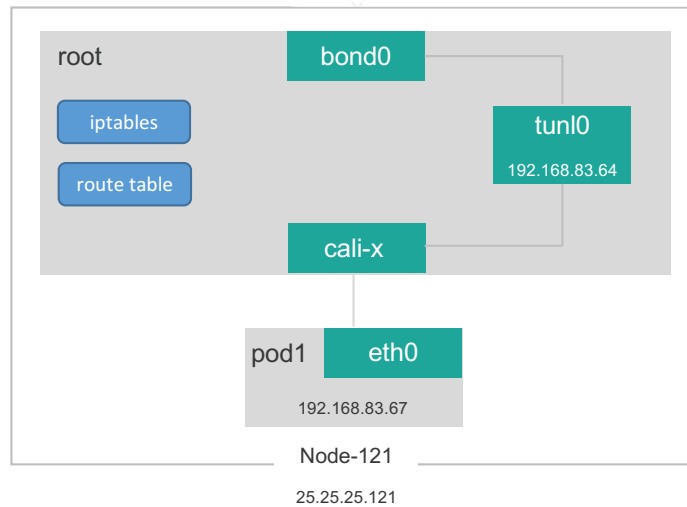 root
bond0
iptables
tunl0
192.168.83.64
route table
cali-x
pod1
eth0
192.168.83.67
Node-121
25.25.25.121